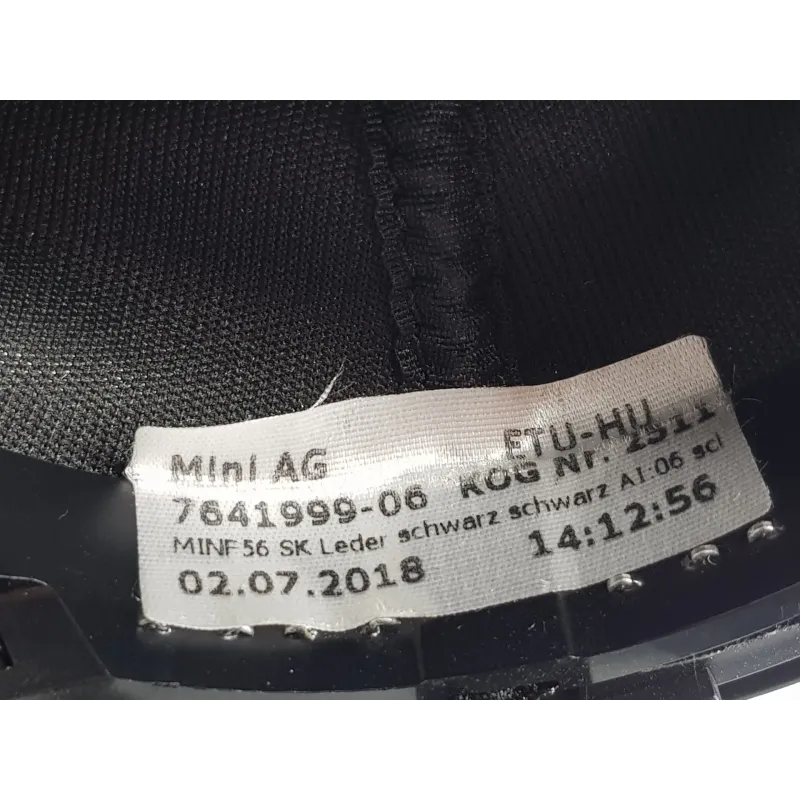 Mini AG ETU-HU
7641999-06 KOG Nr. 2511
MINF56 SK Leder schwarz schwarz AI:06 scl
02.07.2018 14:12:56